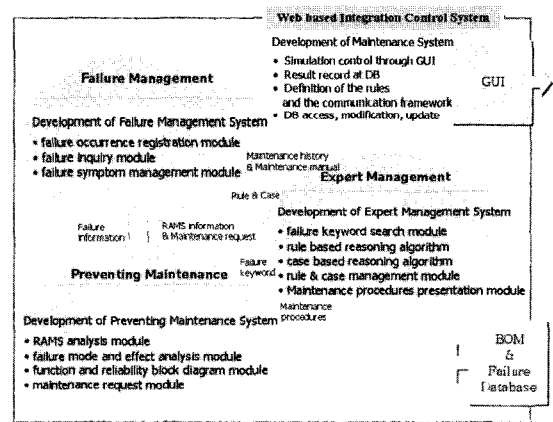 Web based Integration Control System
Development of Maintenance System
• Simulation control through GUI
• Result record at DB
• Definition of the rules
and the communication framework
• DB access, modification, update
GUI
Failure Management
Development of Failure Management System
• failure occurrence registration module
• failure inquiry module
• failure symptom management module
Maintenance history
& Maintenance manual
Expert Management
Rule & Case
Development of Expert Management System
• failure keyword search module
• rule based reasoning algorithm
• case based reasoning algorithm
• rule & case management module
• Maintenance procedures presentation module
Failure
information
RAMS information
& Maintenance request
Preventing Maintenance
Failure
keyword
Maintenance
procedures
Development of Preventing Maintenance System
• RAMS analysis module
• failure mode and effect analysis module
• function and reliability block diagram module
• maintenance request module
BOM
&
Failure
Database